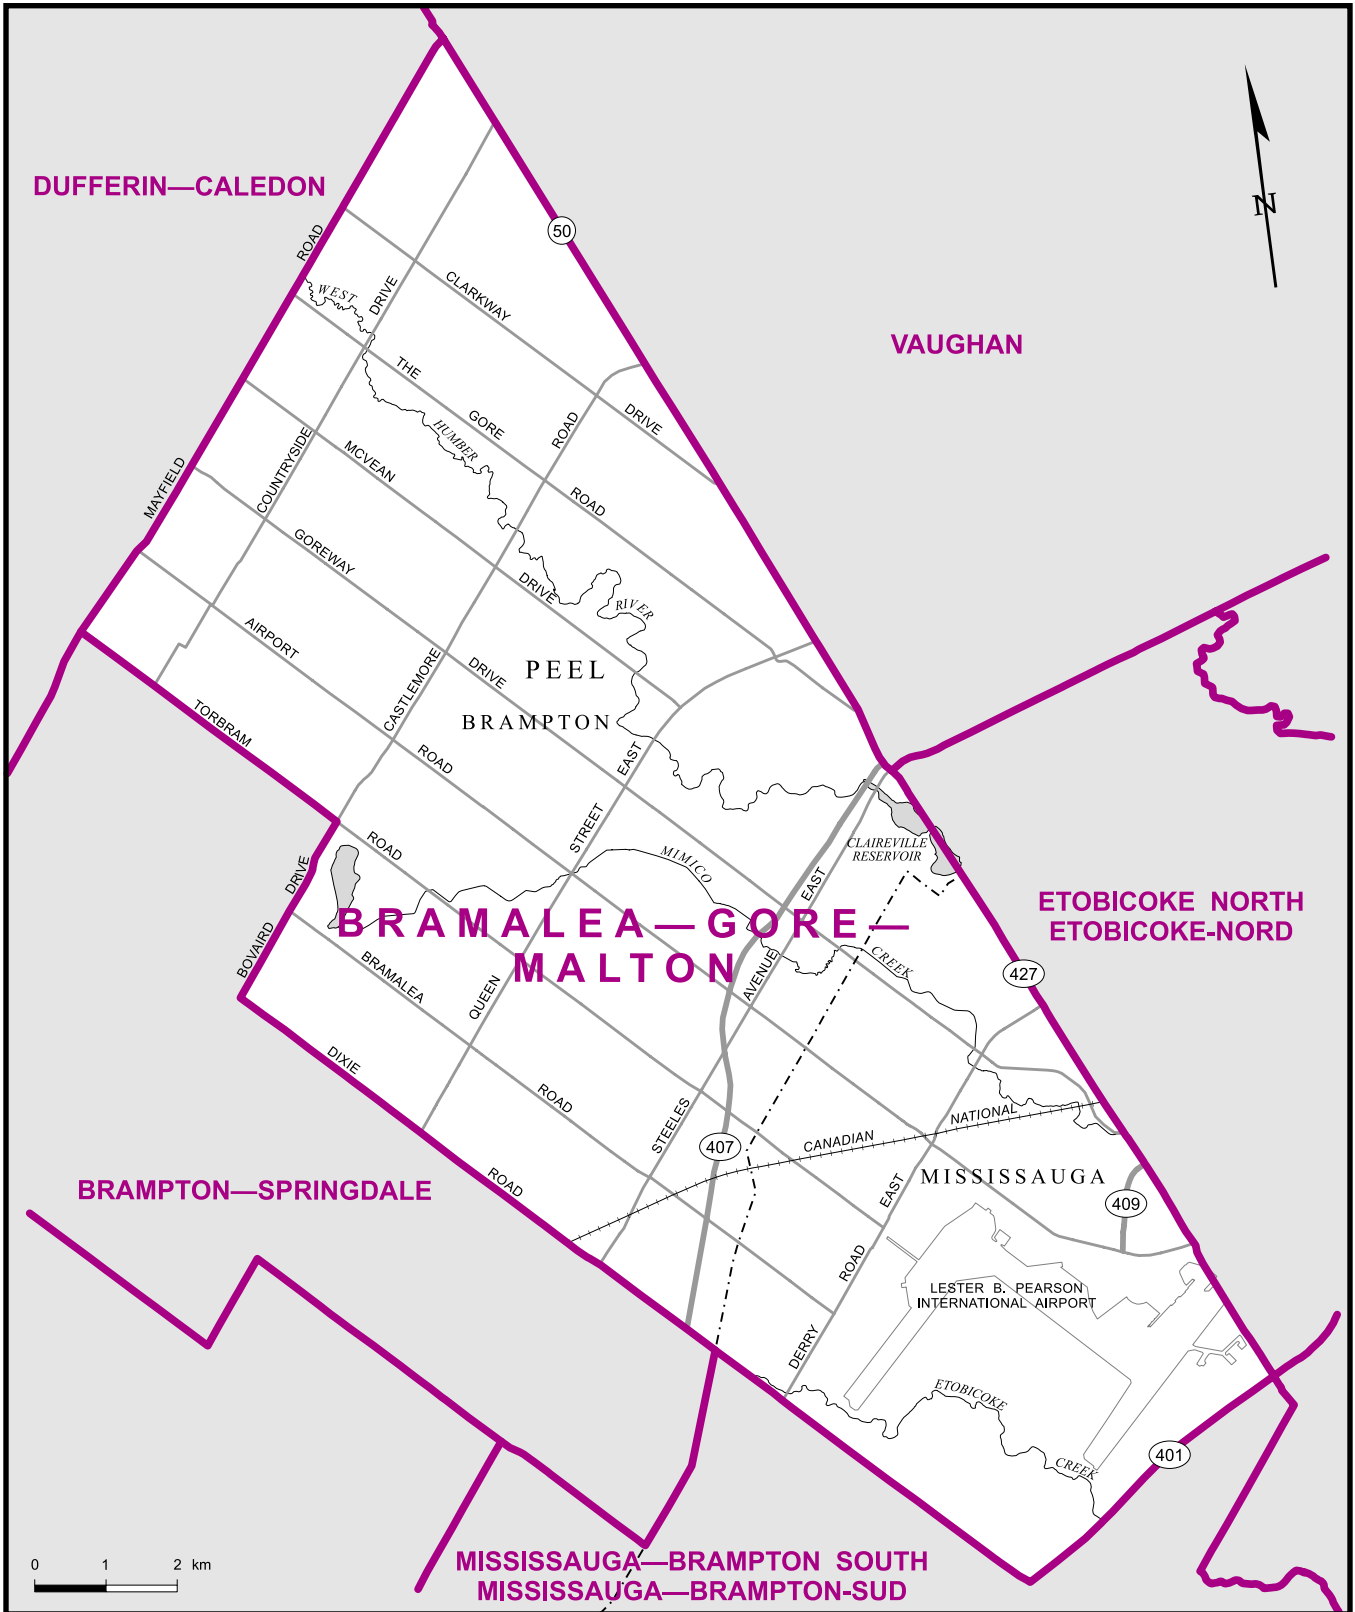 DUFFERIN—CALEDON
ROAD
50
N
WEST
DRIVE
CLARKWAY
VAUGHAN
THE
GORE
ROAD
DRIVE
HUMBER
MCVEAN
MAYFIELD
COUNTRYSIDE
ROAD
GOREWAY
DRIVE
RIVER
AIRPORT
CASTLEMORE
DRIVE
PEEL
BRAMPTON
TORBRAM
ROAD
EAST
STREET
ROAD
MIMICO
CLAIREVILLE
RESERVOIR
DRIVE
EAST
ETOBICOKE NORTH
ETOBICOKE-NORD
BRAMALEA—GORE—
MALTON
BOVAIRD
BRAMALEA
QUEEN
AVENUE
CREEK
427
DIXIE
ROAD
STEELES
407
CANADIAN
NATIONAL
MISSISSAUGA
BRAMPTON—SPRINGDALE
ROAD
EAST
409
ROAD
LESTER B. PEARSON
INTERNATIONAL AIRPORT
DERRY
ETOBICOKE
CREEK
401
0 1 2 km
MISSISSAUGA—BRAMPTON SOUTH
MISSISSAUGA—BRAMPTON-SUD